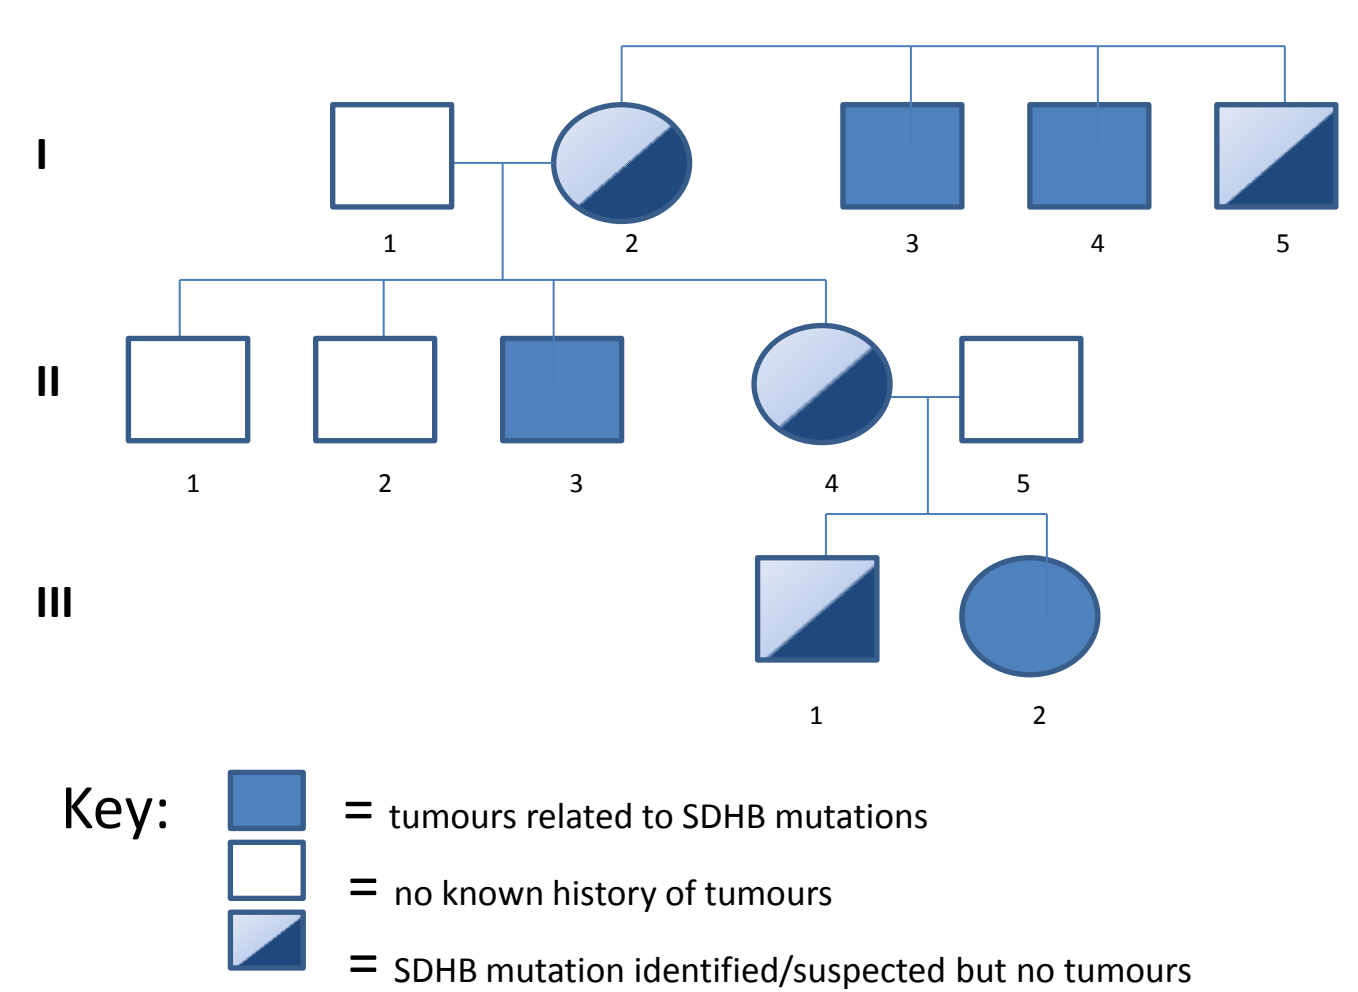 I
1 2 3 4 5
II
1 2 3 4 5
III
1 2
Key:
= tumours related to SDHB mutations
= no known history of tumours
= SDHB mutation identified/suspected but no tumours